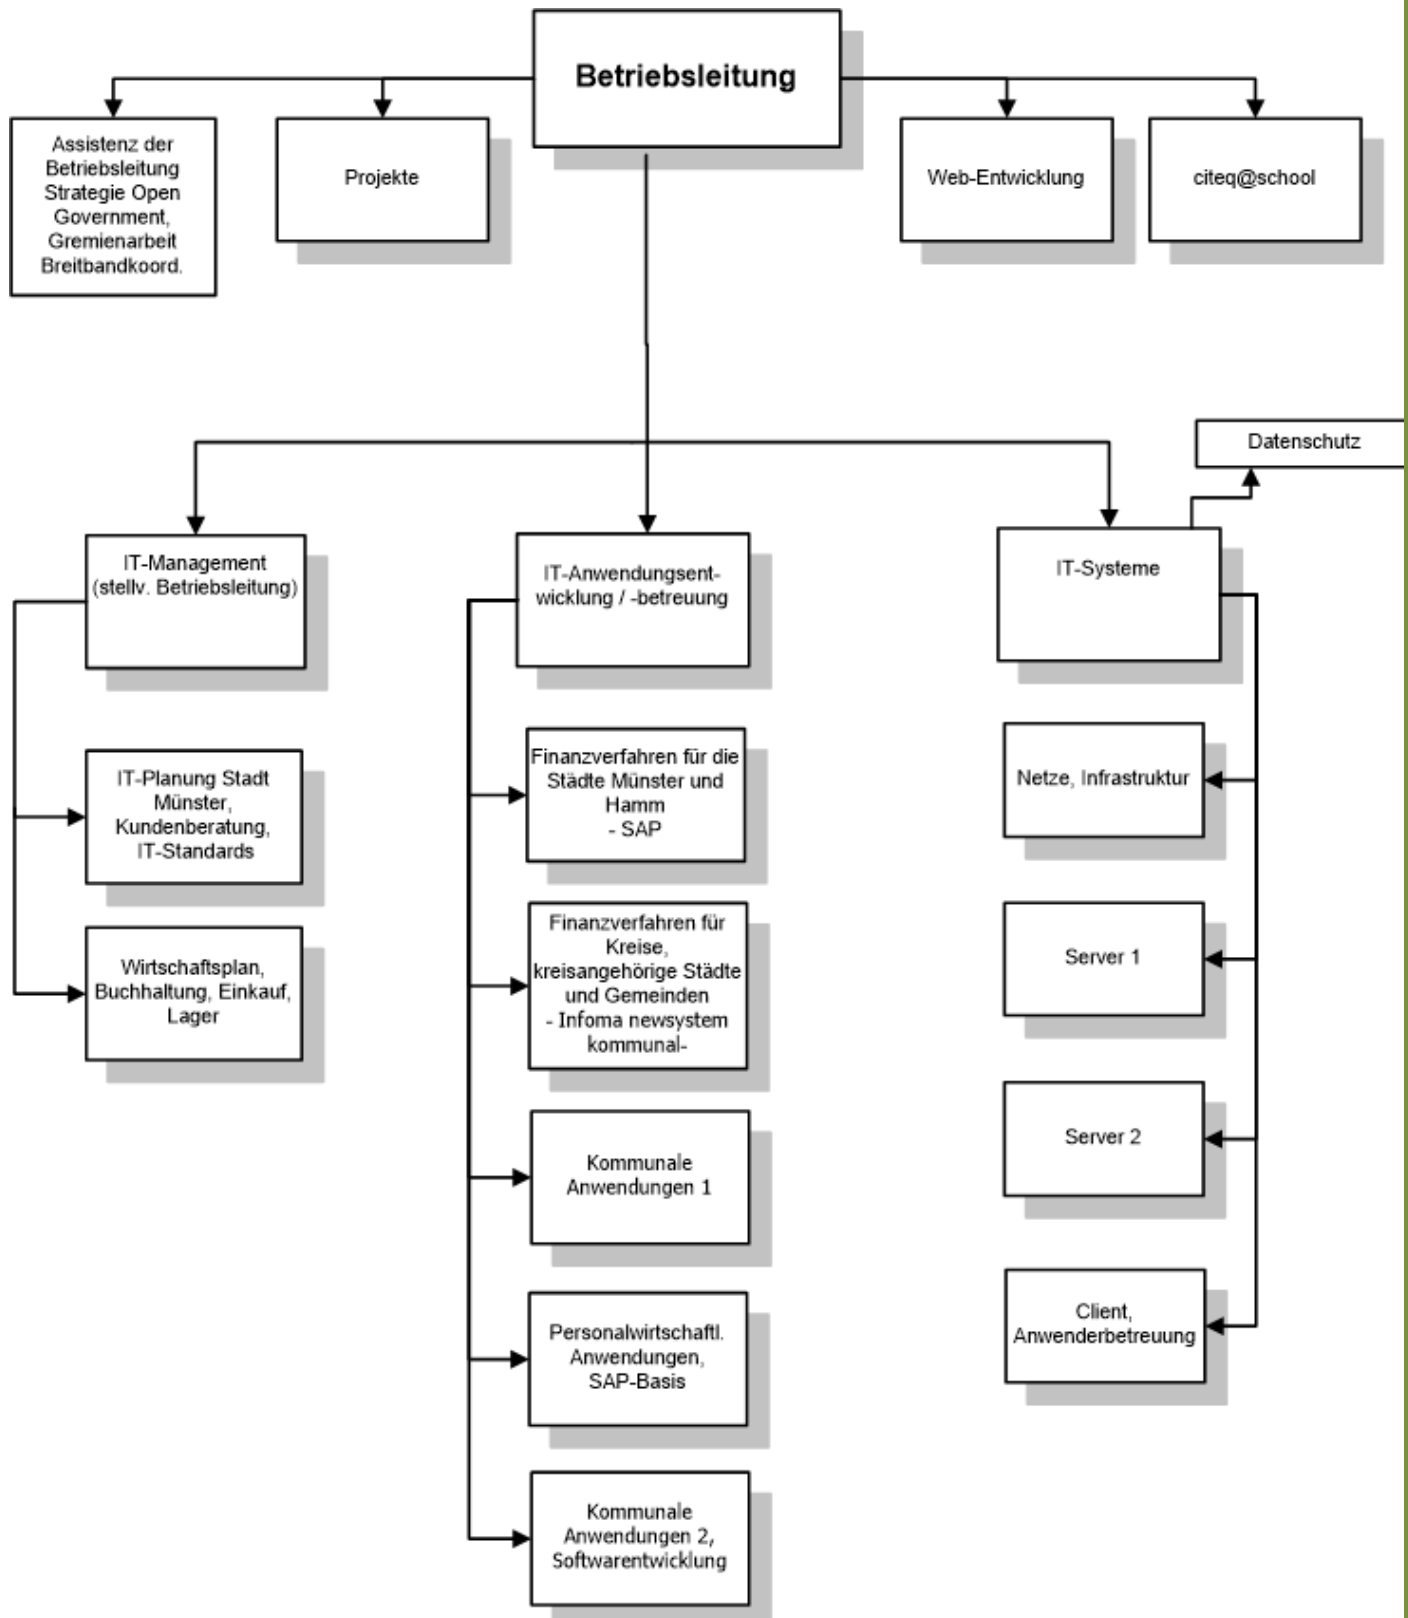 Betriebsleitung
Assistenz der
Betriebsleitung
Strategie Open
Government,
Gremienarbeit
Breitbandkoord.
Projekte
Web-Entwicklung
citeq@school
Datenschutz
IT-Management
(stellv. Betriebsleitung)
IT-Anwendungsent-
wicklung / -betreuung
IT-Systeme
IT-Planung Stadt
Münster,
Kundenberatung,
IT-Standards
Wirtschaftsplan,
Buchhaltung, Einkauf,
Lager
Finanzverfahren für die
Städte Münster und
Hamm
- SAP
Finanzverfahren für
Kreise,
kreisangehörige Städte
und Gemeinden
- Infoma newsystem
kommunal-
Kommunale
Anwendungen 1
Personalwirtschaftl.
Anwendungen,
SAP-Basis
Kommunale
Anwendungen 2,
Softwarentwicklung
Netze, Infrastruktur
Server 1
Server 2
Client,
Anwenderbetreuung